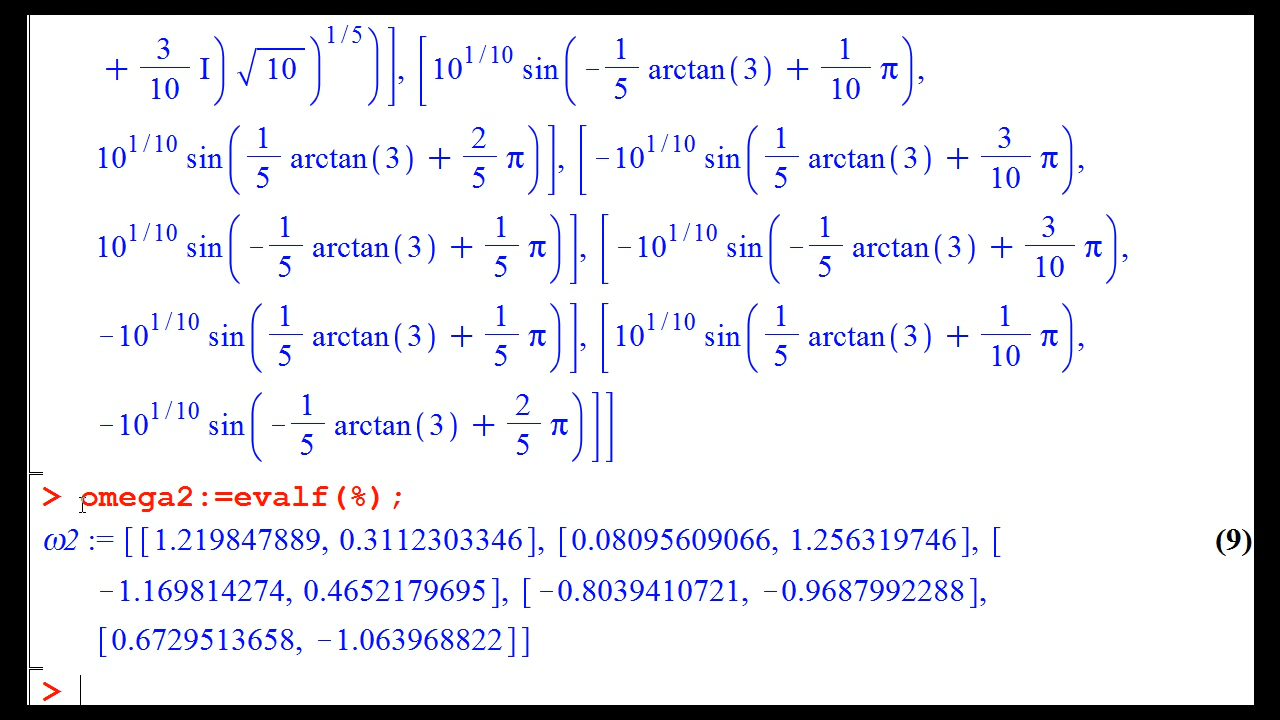 + 3/10 I) √10)^1/5)], [10^1/10 sin(−1/5 arctan(3) + 1/10 π),
10^1/10 sin(1/5 arctan(3) + 2/5 π)], [−10^1/10 sin(1/5 arctan(3) + 3/10 π),
10^1/10 sin(−1/5 arctan(3) + 1/5 π)], [−10^1/10 sin(−1/5 arctan(3) + 3/10 π),
−10^1/10 sin(1/5 arctan(3) + 1/5 π)], [10^1/10 sin(1/5 arctan(3) + 1/10 π),
−10^1/10 sin(−1/5 arctan(3) + 2/5 π)]]
> omega2:=evalf(%);
ω2 := [[1.219847889, 0.3112303346], [0.08095609066, 1.256319746], [ (9)
−1.169814274, 0.4652179695], [−0.8039410721, −0.9687992288],
[0.6729513658, −1.063968822]]
>